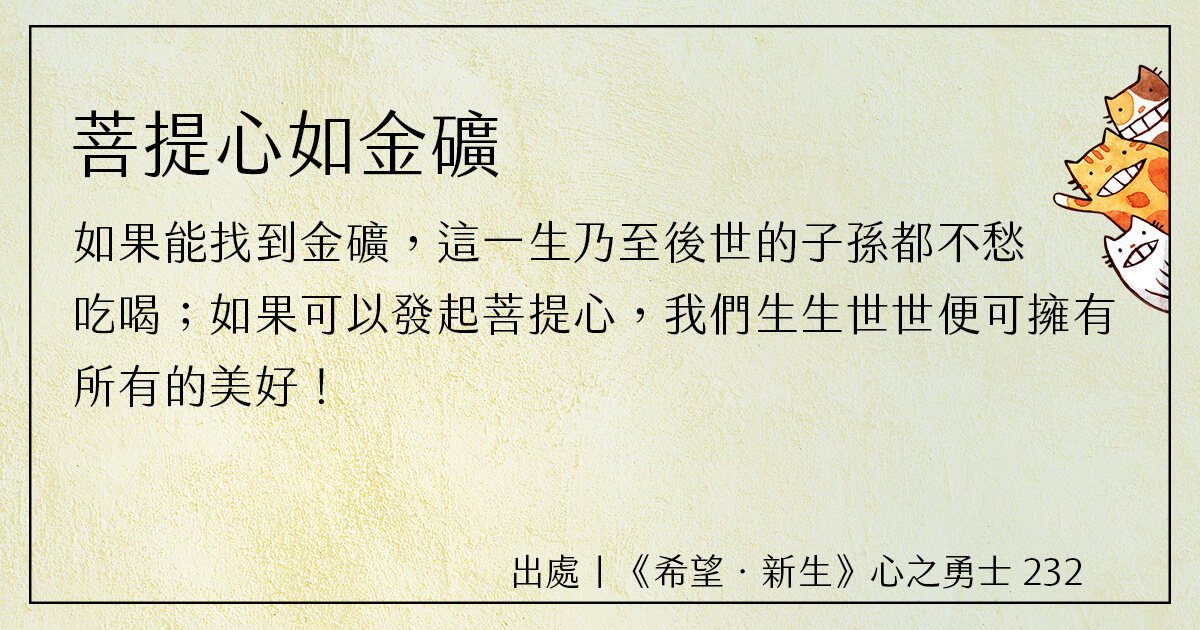 菩提心如金礦
如果能找到金礦，這一生乃至後世的子孫都不愁
吃喝；如果可以發起菩提心，我們生生世世便可擁有
所有的美好！
出處｜《希望．新生》心之勇士 232